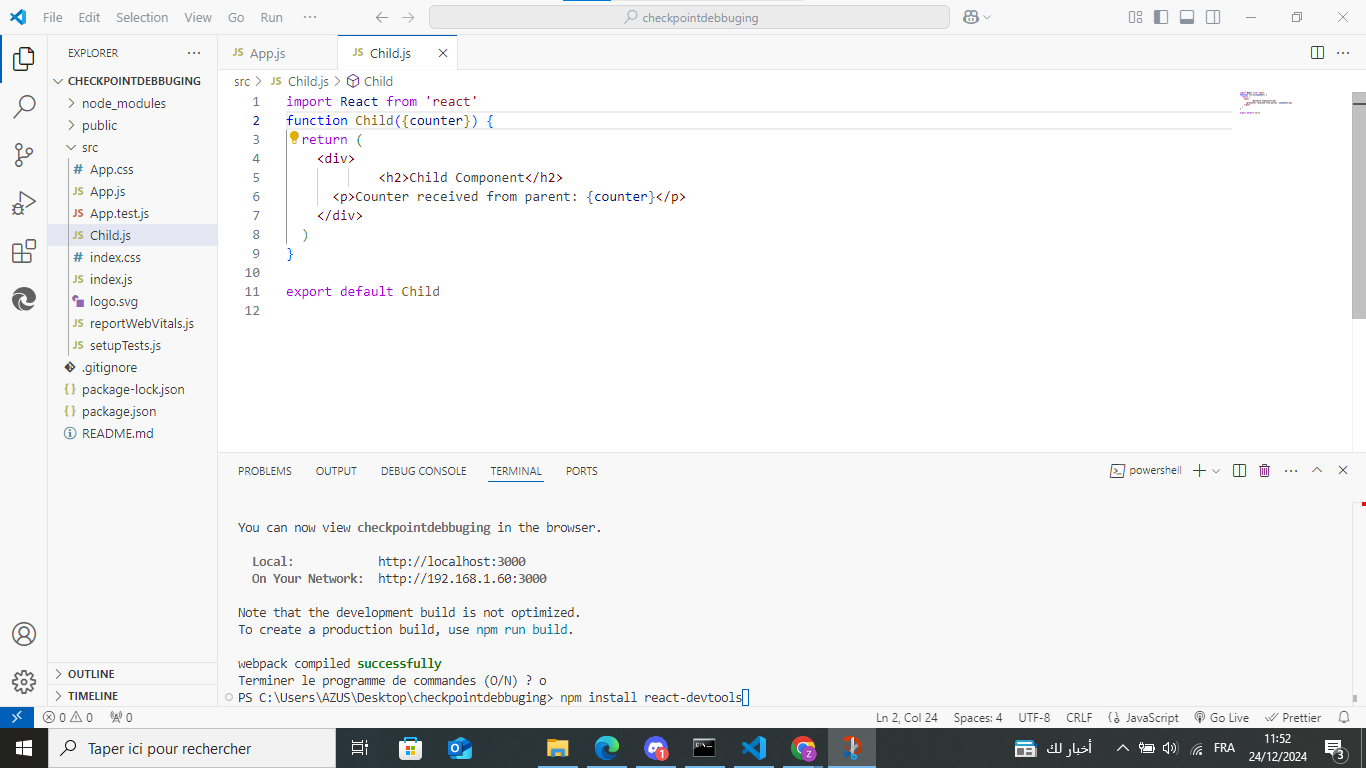 File Edit Selection View Go Run ···
checkpointdebbuging
EXPLORER
CHECKPOINTDEBBUGING
node_modules
public
src
# App.css
JS App.js
JS App.test.js
JS Child.js
# index.css
JS index.js
logo.svg
JS reportWebVitals.js
JS setupTests.js
.gitignore
{} package-lock.json
{} package.json
README.md
OUTLINE
TIMELINE
JS App.js
JS Child.js
src > JS Child.js > Child
1 import React from 'react'
2 function Child({counter}) {
3 return (
4 <div>
5 <h2>Child Component</h2>
6 <p>Counter received from parent: {counter}</p>
7 </div>
8 )
9 }
10
11 export default Child
12
PROBLEMS OUTPUT DEBUG CONSOLE TERMINAL PORTS
powershell
You can now view checkpointdebbuging in the browser.
Local: http://localhost:3000
On Your Network: http://192.168.1.60:3000
Note that the development build is not optimized.
To create a production build, use npm run build.
webpack compiled successfully
Terminer le programme de commandes (O/N) ? o
PS C:\Users\AZUS\Desktop\checkpointdebbuging> npm install react-devtools
0 0 0
Ln 2, Col 24 Spaces: 4 UTF-8 CRLF {} JavaScript Go Live Prettier
Taper ici pour rechercher
1
z
أخبار لك
FRA
11:52
24/12/2024
3